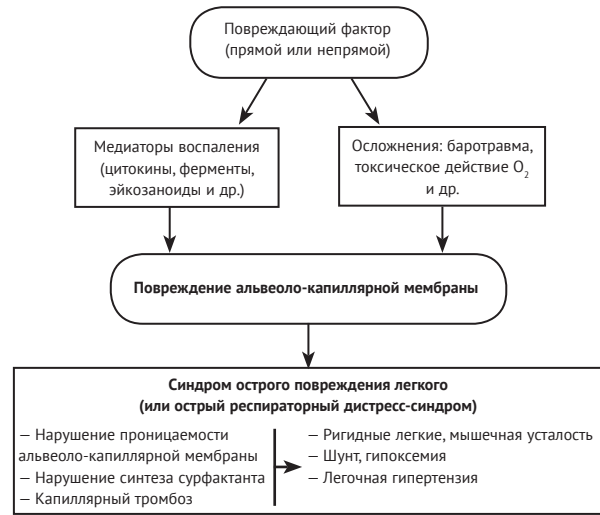 Повреждающий фактор
(прямой или непрямой)
Медиаторы воспаления
(цитокины, ферменты,
эйкозаноиды и др.)
Осложнения: баротравма,
токсическое действие O₂
и др.
Повреждение альвеоло-капиллярной мембраны
Синдром острого повреждения легкого
(или острый респираторный дистресс-синдром)
— Нарушение проницаемости
альвеоло-капиллярной мембраны
— Нарушение синтеза сурфактанта
— Капиллярный тромбоз
— Ригидные легкие, мышечная усталость
— Шунт, гипоксемия
— Легочная гипертензия